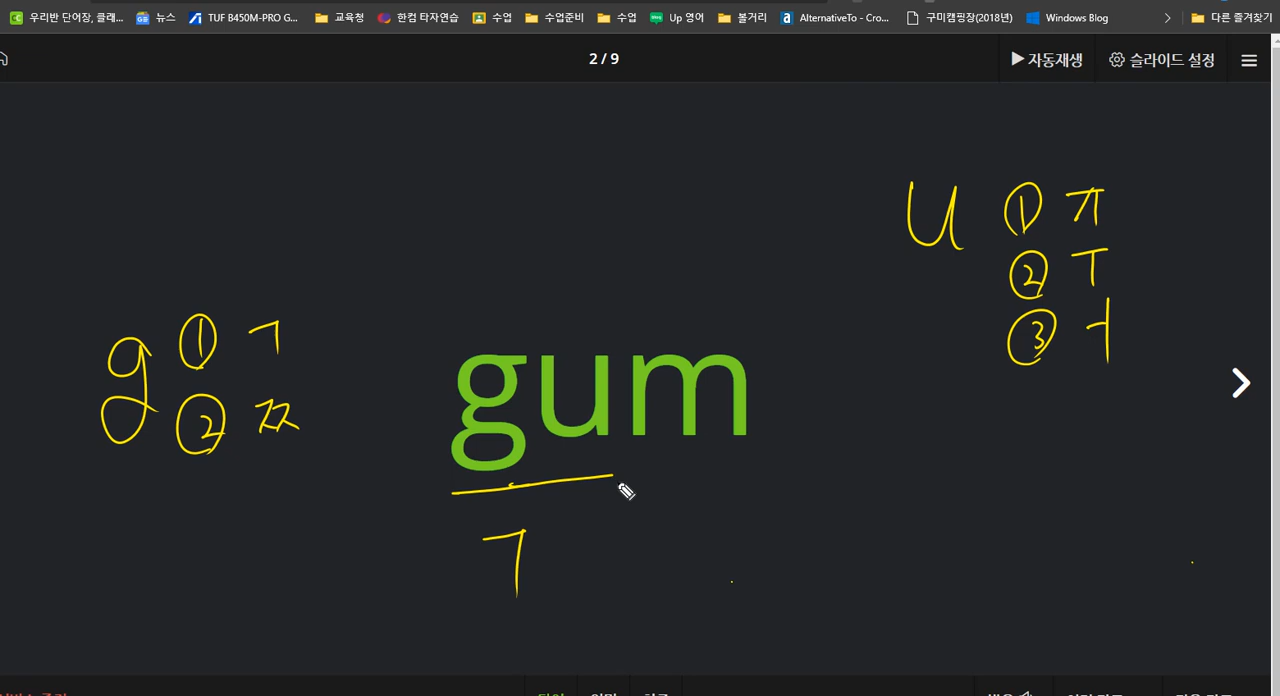 우리반 단어장, 클래... 뉴스 TUF B450M-PRO G... 교육청 한컴 타자연습 수업 수업준비 수업 Up 영어 볼거리 AlternativeTo - Cro... 구미캠핑장(2018년) Windows Blog 다른 즐겨찾기
2 / 9 자동재생 슬라이드 설정
u ① ㅠ
② ㅜ
③ ㅓ
g ① ㄱ
② ㅉ
gum
ㄱ